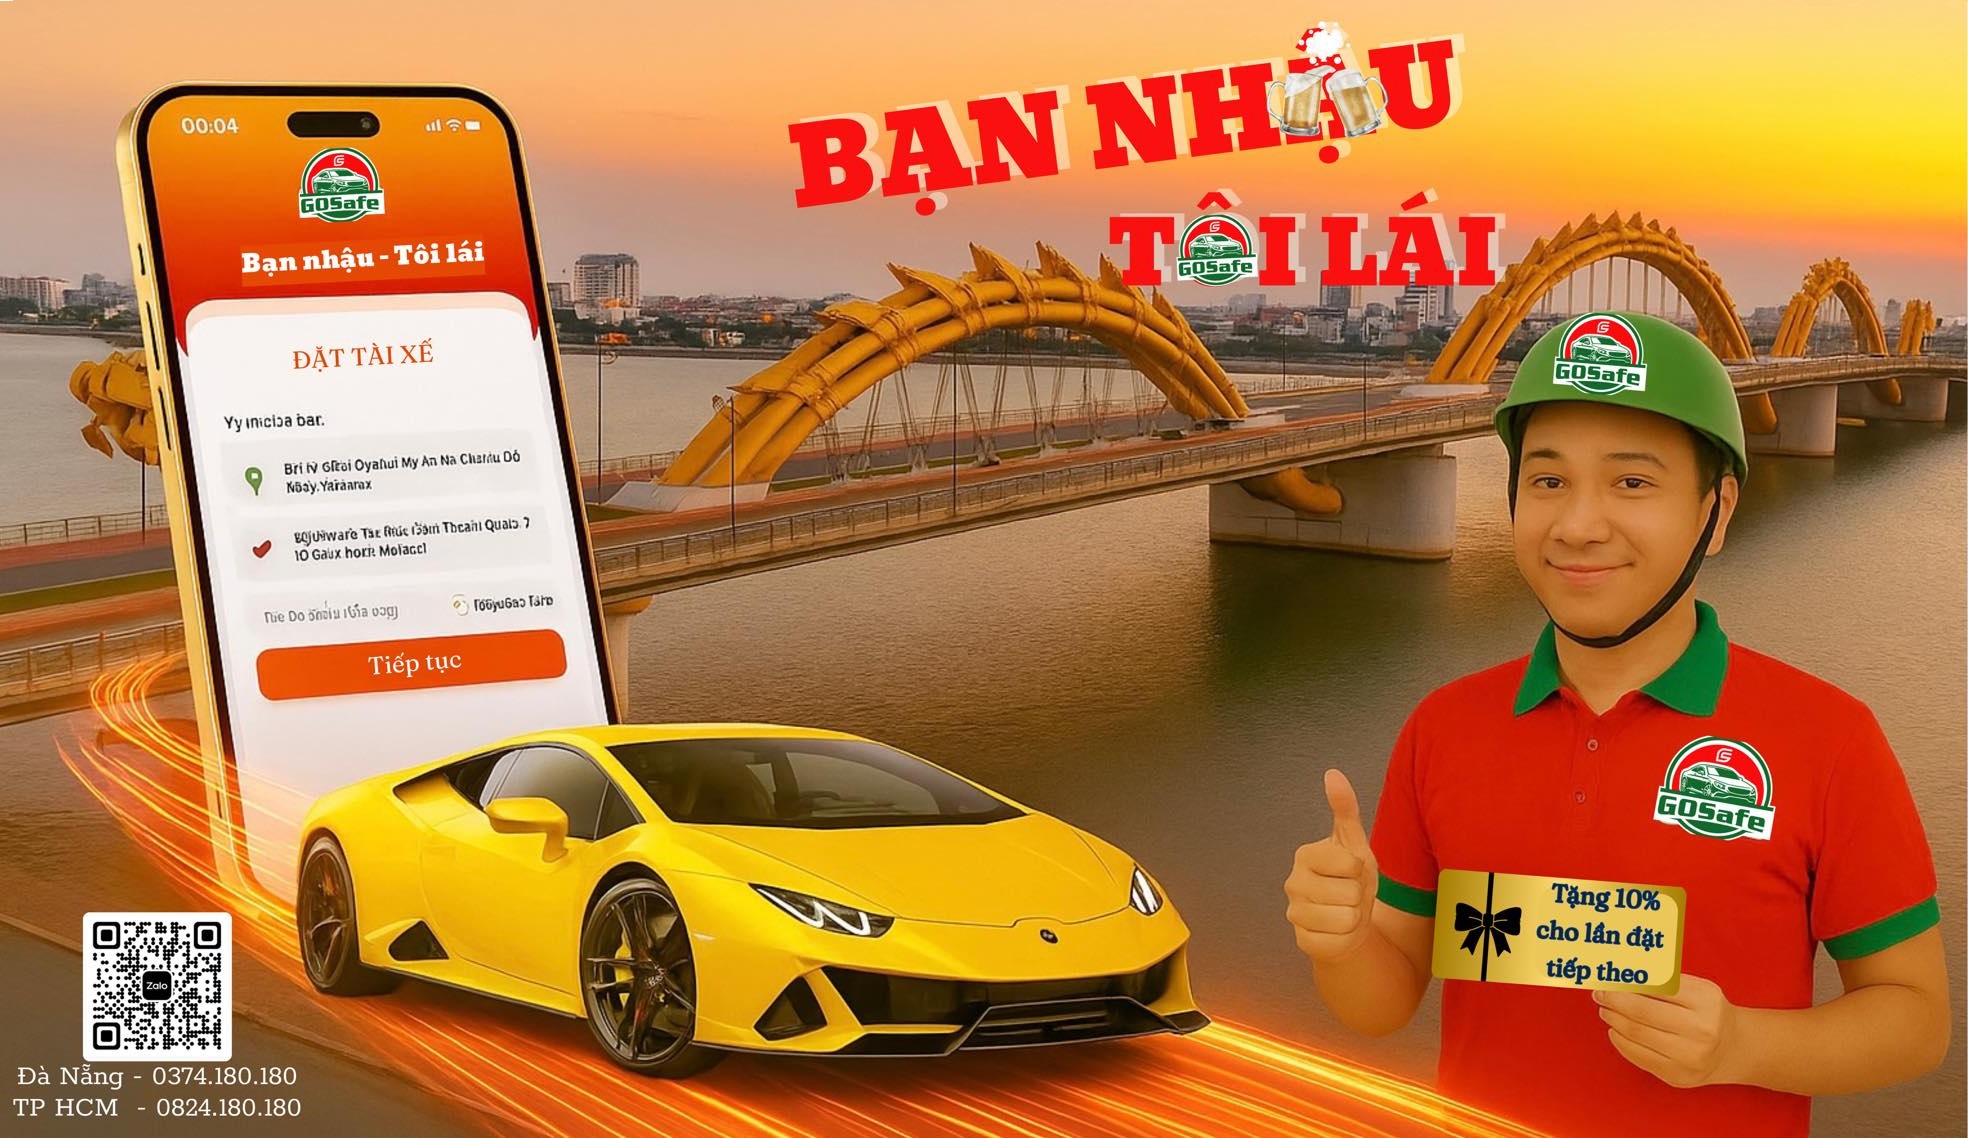 BẠN NHẬU
TÔI LÁI
00:04
GOSafe
Bạn nhậu - Tôi lái
ĐẶT TÀI XẾ
Tiếp tục
GOSafe
GOSafe
GOSafe
Tặng 10%
cho lần đặt
tiếp theo
Zalo
Đà Nẵng - 0374.180.180
TP HCM - 0824.180.180